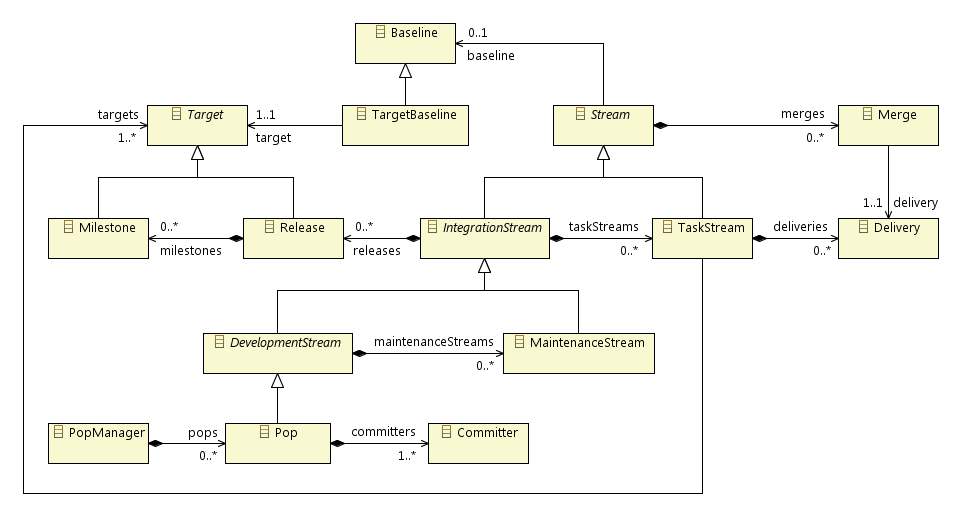 Baseline
0..1
baseline
targets
1..*
Target
1..1
target
TargetBaseline
Stream
merges
0..*
Merge
1..1
delivery
Milestone
0..*
milestones
Release
0..*
releases
IntegrationStream
taskStreams
0..*
TaskStream
deliveries
0..*
Delivery
DevelopmentStream
maintenanceStreams
0..*
MaintenanceStream
PopManager
pops
0..*
Pop
committers
1..*
Committer